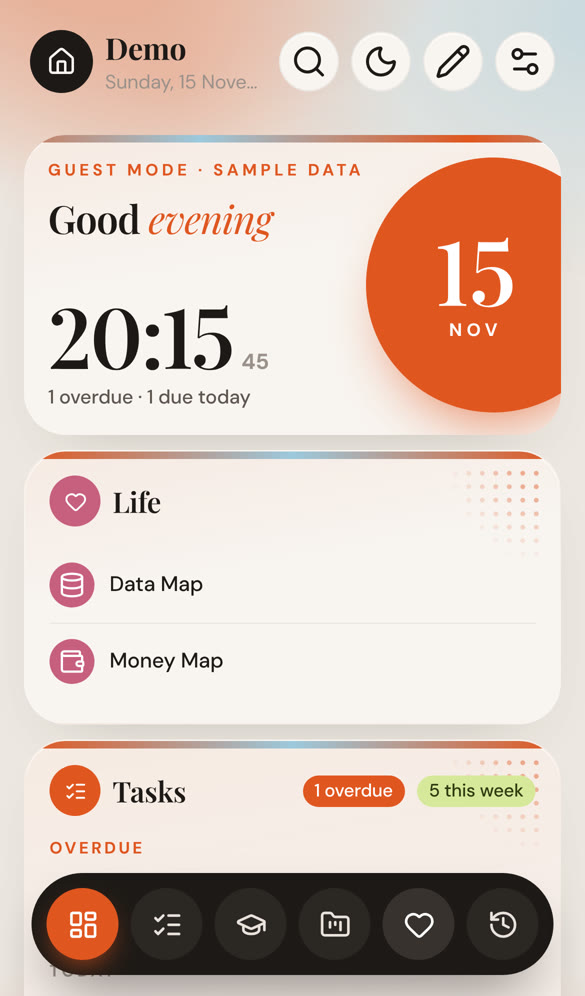 Demo
Sunday, 15 Nove...
GUEST MODE · SAMPLE DATA
Good evening
15
NOV
20:15 45
1 overdue · 1 due today
Life
Data Map
Money Map
Tasks
1 overdue
5 this week
OVERDUE
TODAY